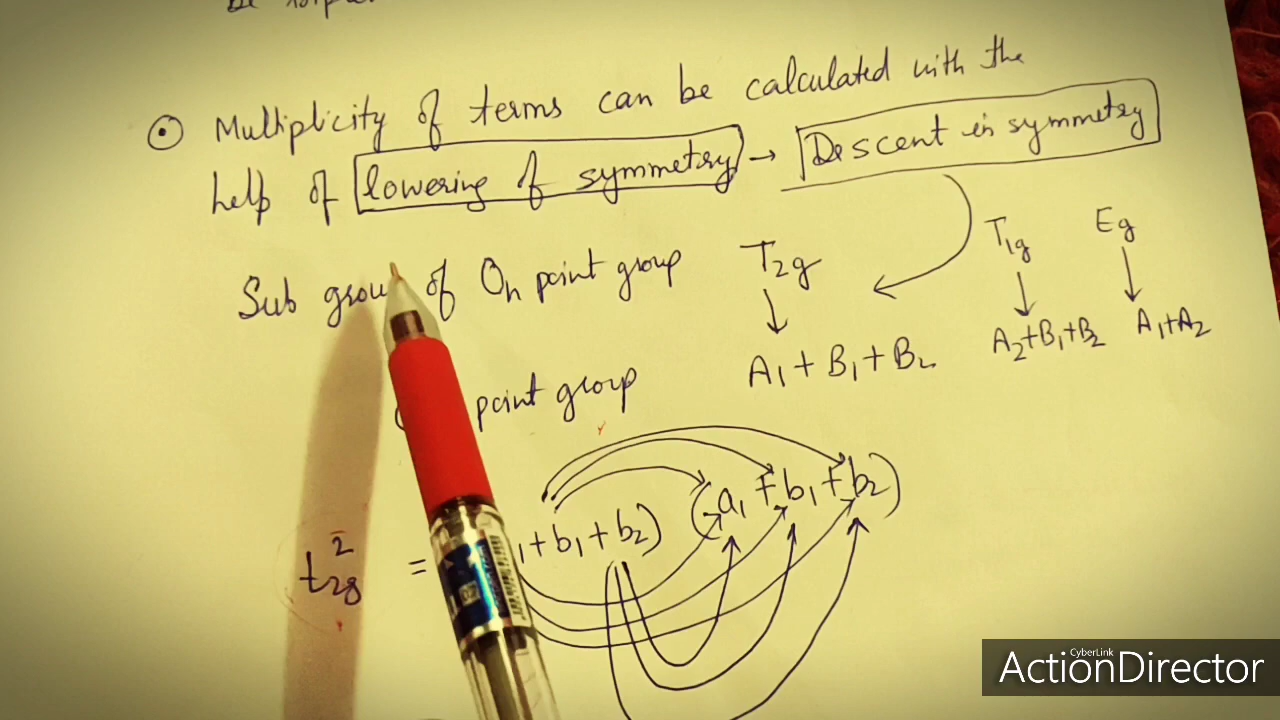 ⊙ Multiplicity of terms can be calculated with the
help of lowering of symmetry → Descent in symmetry
Sub grou of Oh point group
T2g T1g Eg
↓ ↓ ↓
A1 + B1 + B2 A2+B1+B2 A1+A2
point group
t2g² = 1+b1+b2) (a1+b1+b2)
CyberLink
ActionDirector